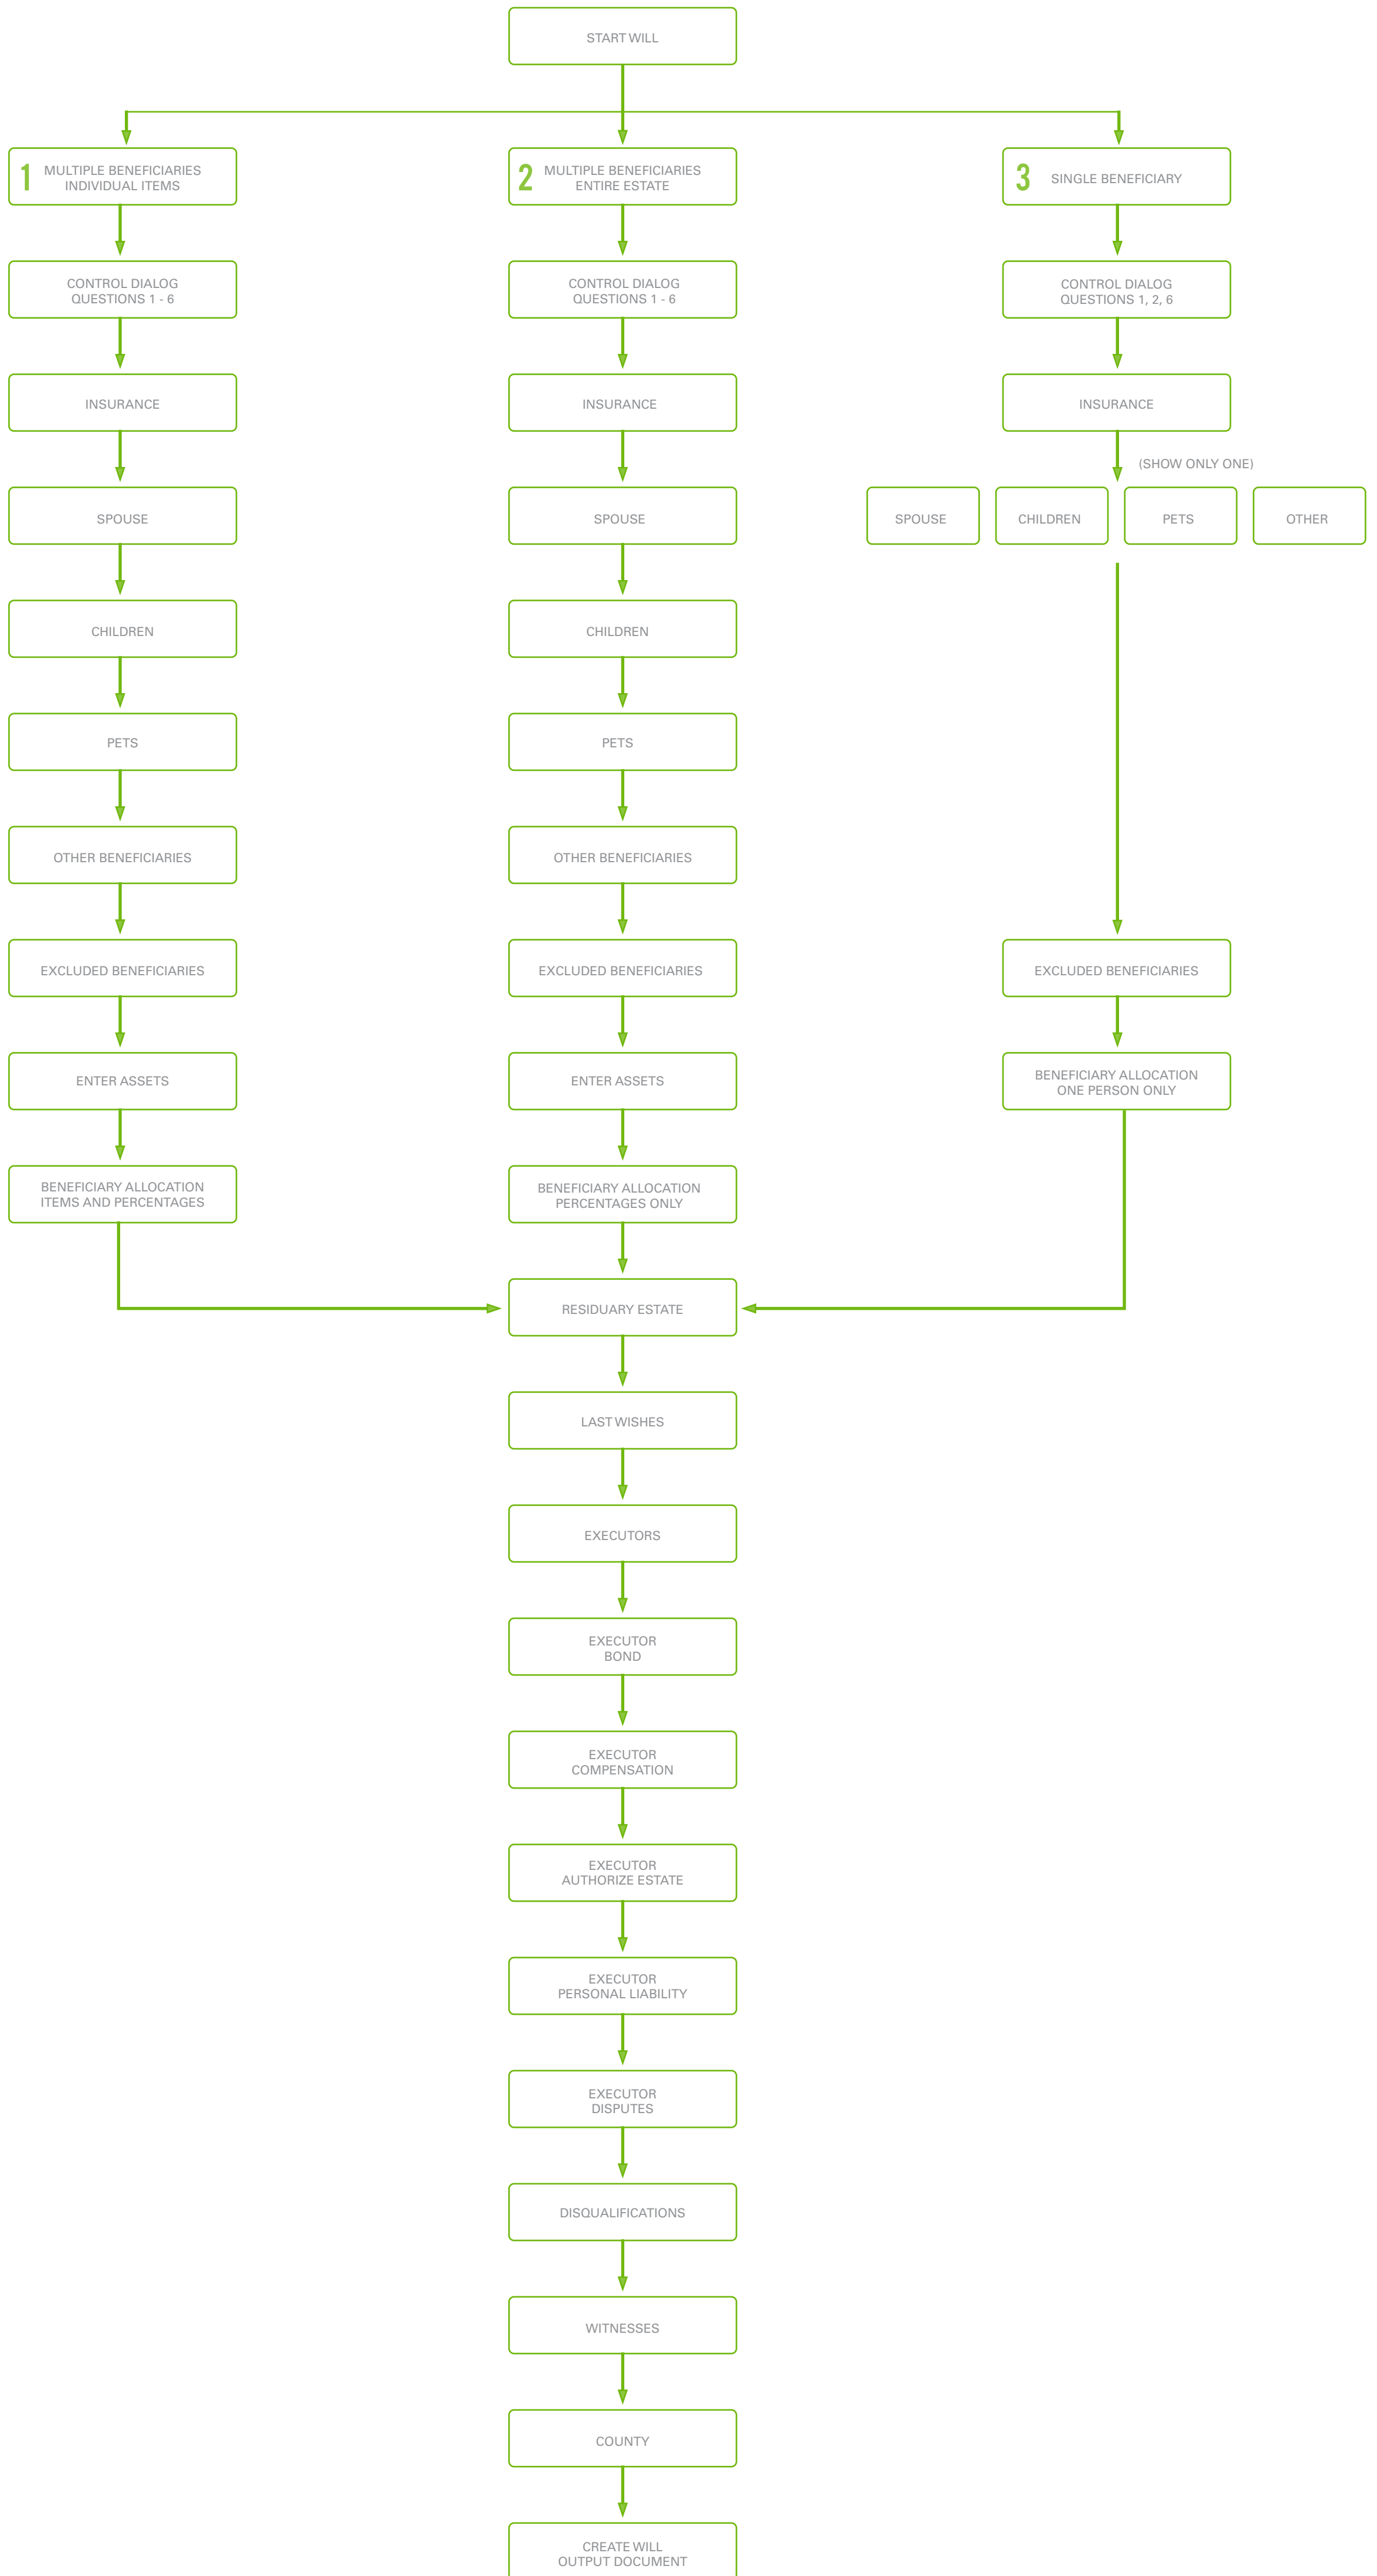 START WILL
1
MULTIPLE BENEFICIARIES
INDIVIDUAL ITEMS
2
MULTIPLE BENEFICIARIES
ENTIRE ESTATE
3
SINGLE BENEFICIARY
CONTROL DIALOG
QUESTIONS 1 - 6
CONTROL DIALOG
QUESTIONS 1 - 6
CONTROL DIALOG
QUESTIONS 1, 2, 6
INSURANCE
INSURANCE
INSURANCE
(SHOW ONLY ONE)
SPOUSE
SPOUSE
SPOUSE
CHILDREN
PETS
OTHER
CHILDREN
CHILDREN
PETS
PETS
OTHER BENEFICIARIES
OTHER BENEFICIARIES
EXCLUDED BENEFICIARIES
EXCLUDED BENEFICIARIES
EXCLUDED BENEFICIARIES
ENTER ASSETS
ENTER ASSETS
BENEFICIARY ALLOCATION
ONE PERSON ONLY
BENEFICIARY ALLOCATION
ITEMS AND PERCENTAGES
BENEFICIARY ALLOCATION
PERCENTAGES ONLY
RESIDUARY ESTATE
LAST WISHES
EXECUTORS
EXECUTOR
BOND
EXECUTOR
COMPENSATION
EXECUTOR
AUTHORIZE ESTATE
EXECUTOR
PERSONAL LIABILITY
EXECUTOR
DISPUTES
DISQUALIFICATIONS
WITNESSES
COUNTY
CREATE WILL
OUTPUT DOCUMENT